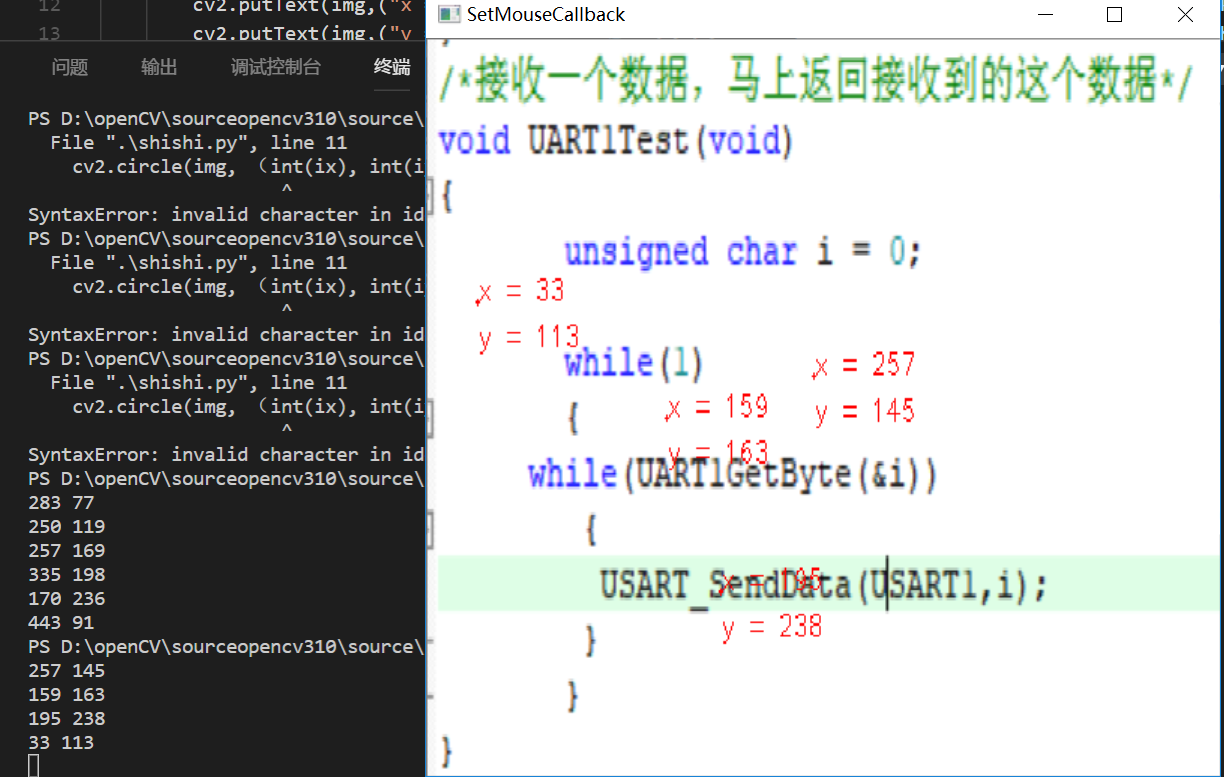 12 cv2.putText(img,("x
13 cv2.putText(img,("y
问题 输出 调试控制台 终端
PS D:\openCV\sourceopencv310\source\
File ".\shishi.py", line 11
cv2.circle(img, （int(ix), int(i
^
SyntaxError: invalid character in id
PS D:\openCV\sourceopencv310\source\
File ".\shishi.py", line 11
cv2.circle(img, （int(ix), int(i
^
SyntaxError: invalid character in id
PS D:\openCV\sourceopencv310\source\
File ".\shishi.py", line 11
cv2.circle(img, （int(ix), int(i
^
SyntaxError: invalid character in id
PS D:\openCV\sourceopencv310\source\
283 77
250 119
257 169
335 198
170 236
443 91
PS D:\openCV\sourceopencv310\source\
257 145
159 163
195 238
33 113
SetMouseCallback
/*接收一个数据，马上返回接收到的这个数据*/
void UART1Test(void)
{
unsigned char i = 0;
x = 33
y = 113
while(1)
x = 257
y = 145
{
x = 159
y = 163
while(UART1GetByte(&i))
{
USART_SendData(USART1,i);
x = 195
y = 238
}
}
}